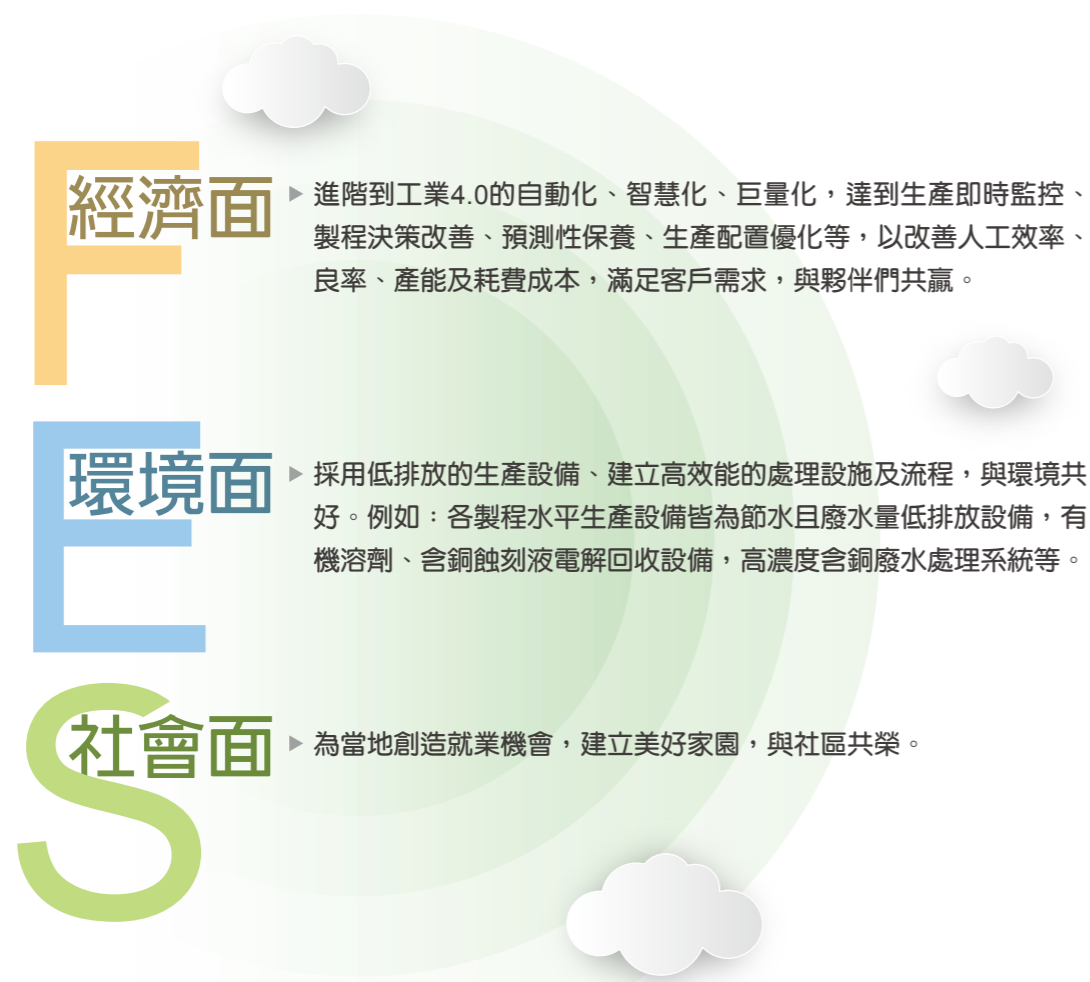 F
經濟面
進階到工業4.0的自動化、智慧化、巨量化,達到生產即時監控、
製程決策改善、預測性保養、生產配置優化等,以改善人工效率、
良率、產能及耗費成本,滿足客戶需求,與夥伴們共贏。
E
環境面
採用低排放的生產設備、建立高效能的處理設施及流程,與環境共
好。例如:各製程水平生產設備皆為節水且廢水量低排放設備,有
機溶劑、含銅蝕刻液電解回收設備,高濃度含銅廢水處理系統等。
S
社會面
為當地創造就業機會,建立美好家園,與社區共榮。